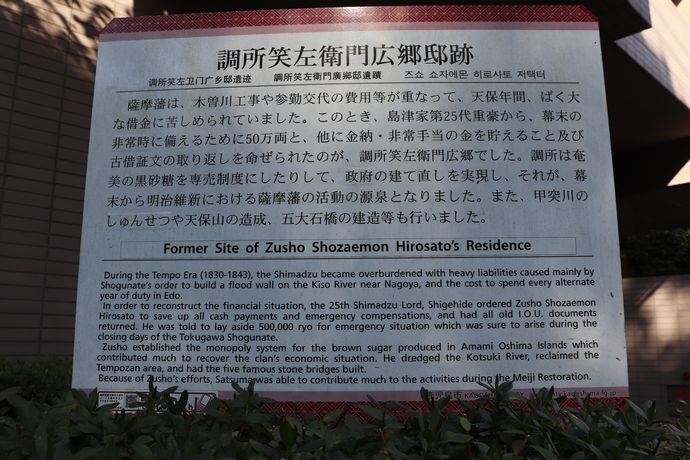 調所笑左衛門広郷邸跡
调所笑左卫门广乡邸遗迹 調所笑左衛門廣鄉邸遺蹟 즈쇼 쇼자에몬 히로사토 저택터
薩摩藩は、木曽川工事や参勤交代の費用等が重なって、天保年間、ばく大
な借金に苦しめられていました。このとき、島津家第25代重豪から、幕末の
非常時に備えるために50万両と、他に金納・非常手当の金を貯えること及び
古借証文の取り返しを命ぜられたのが、調所笑左衛門広郷でした。調所は奄
美の黒砂糖を専売制度にしたりして、政府の建て直しを実現し、それが、幕
末から明治維新における薩摩藩の活動の源泉となりました。また、甲突川の
しゅんせつや天保山の造成、五大石橋の建造等も行いました。
Former Site of Zusho Shozaemon Hirosato's Residence
During the Tempo Era (1830-1843), the Shimadzu became overburdened with heavy liabilities caused mainly by
Shogunate's order to build a flood wall on the Kiso River near Nagoya, and the cost to spend every alternate
year of duty in Edo.
In order to reconstruct the financial situation, the 25th Shimadzu Lord, Shigehide ordered Zusho Shozaemon
Hirosato to save up all cash payments and emergency compensations, and had all old I.O.U. documents
returned. He was told to lay aside 500,000 ryo for emergency situation which was sure to arise during the
closing days of the Tokugawa Shogunate.
Zusho established the monopoly system for the brown sugar produced in Amami Oshima Islands which
contributed much to recover the clan's economic situation. He dredged the Kotsuki River, reclaimed the
Tempozan area, and had the five famous stone bridges built.
Because of Zusho's efforts, Satsuma was able to contribute much to the activities during the Meiji Restoration.